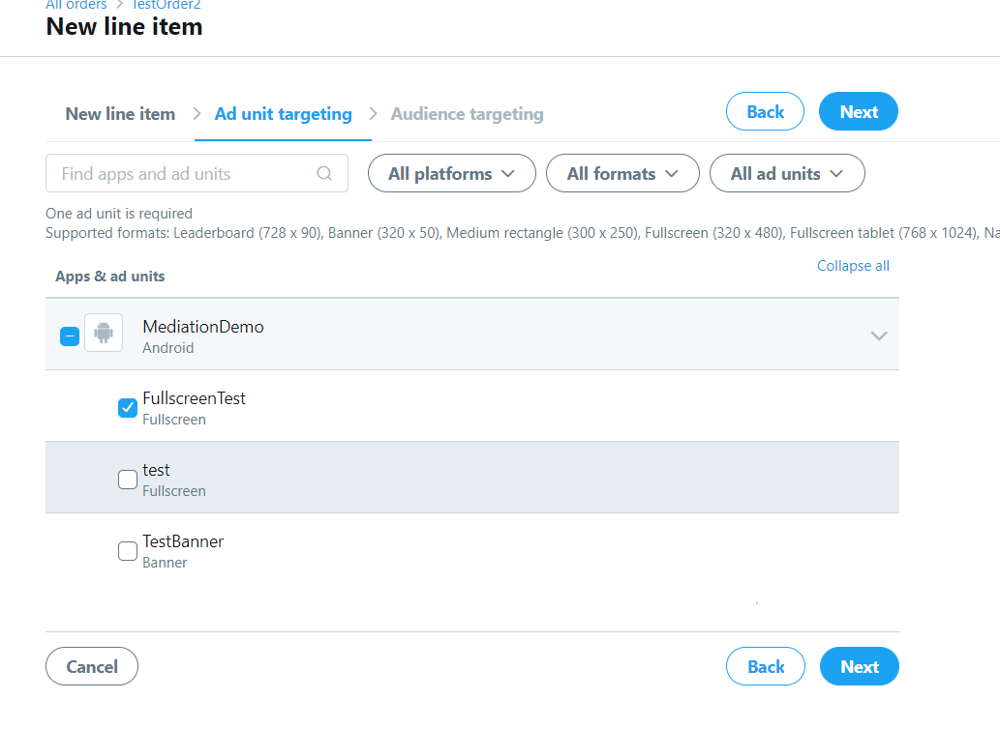 All orders > TestOrder2
New line item
New line item > Ad unit targeting > Audience targeting
Back
Next
Find apps and ad units
All platforms
All formats
All ad units
One ad unit is required
Supported formats: Leaderboard (728 x 90), Banner (320 x 50), Medium rectangle (300 x 250), Fullscreen (320 x 480), Fullscreen tablet (768 x 1024), Na
Collapse all
Apps & ad units
MediationDemo
Android
FullscreenTest
Fullscreen
test
Fullscreen
TestBanner
Banner
Cancel
Back
Next